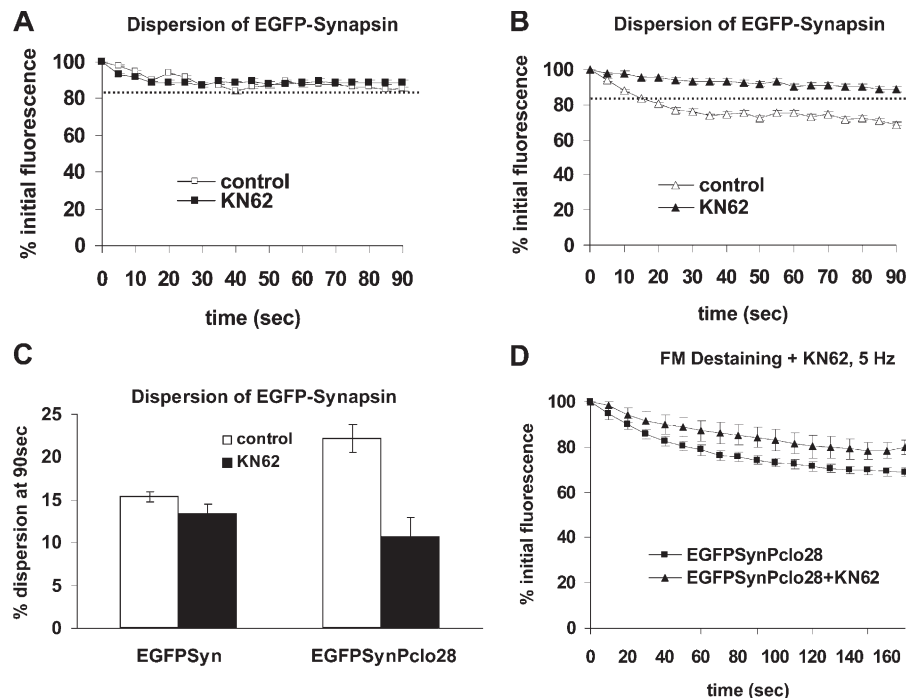 A
Dispersion of EGFP-Synapsin
% initial fluorescence
100
80
60
40
20
0
control
KN62
0 10 20 30 40 50 60 70 80 90
time (sec)
B
Dispersion of EGFP-Synapsin
% initial fluorescence
100
80
60
40
20
0
control
KN62
0 10 20 30 40 50 60 70 80 90
time (sec)
C
Dispersion of EGFP-Synapsin
% dispersion at 90sec
25
20
15
10
5
0
control
KN62
EGFPSyn EGFPSynPclo28
D
FM Destaining + KN62, 5 Hz
% initial fluorescence
100
80
60
40
20
0
EGFPSynPclo28
EGFPSynPclo28+KN62
0 20 40 60 80 100 120 140 160
time (sec)